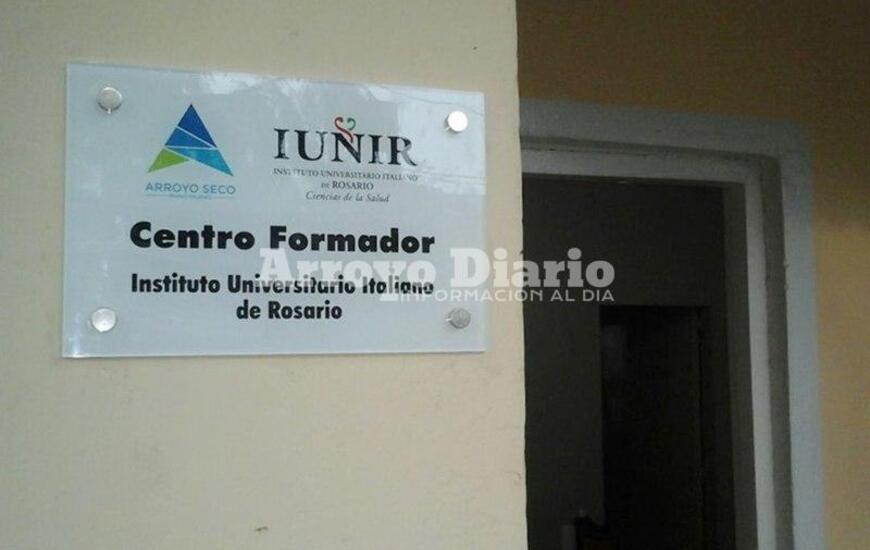 ARROYO SECO
IUNIR
INSTITUTO UNIVERSITARIO ITALIANO
DE ROSARIO
Ciencias de la Salud
Centro Formador
Instituto Universitario Italiano
de Rosario
Arroyo Diario
INFORMACIÓN AL DIA